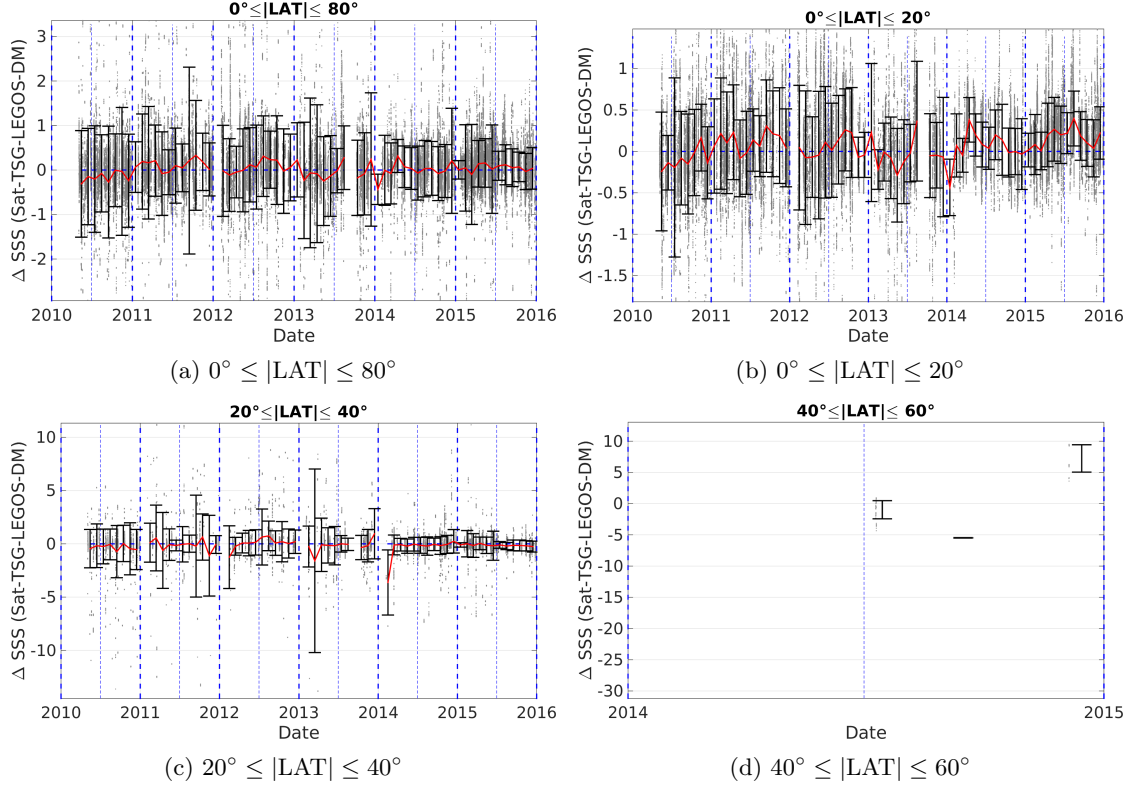 0°≤|LAT|≤ 80°
Δ SSS (Sat-TSG-LEGOS-DM)
3
2
1
0
-1
-2
2010 2011 2012 2013 2014 2015 2016
Date
(a) 0° ≤ |LAT| ≤ 80°
0°≤|LAT|≤ 20°
Δ SSS (Sat-TSG-LEGOS-DM)
1
0.5
0
-0.5
-1
-1.5
2010 2011 2012 2013 2014 2015 2016
Date
(b) 0° ≤ |LAT| ≤ 20°
20°≤|LAT|≤ 40°
Δ SSS (Sat-TSG-LEGOS-DM)
10
5
0
-5
-10
2010 2011 2012 2013 2014 2015 2016
Date
(c) 20° ≤ |LAT| ≤ 40°
40°≤|LAT|≤ 60°
Δ SSS (Sat-TSG-LEGOS-DM)
10
5
0
-5
-10
-15
-20
-25
-30
2014 2015
Date
(d) 40° ≤ |LAT| ≤ 60°